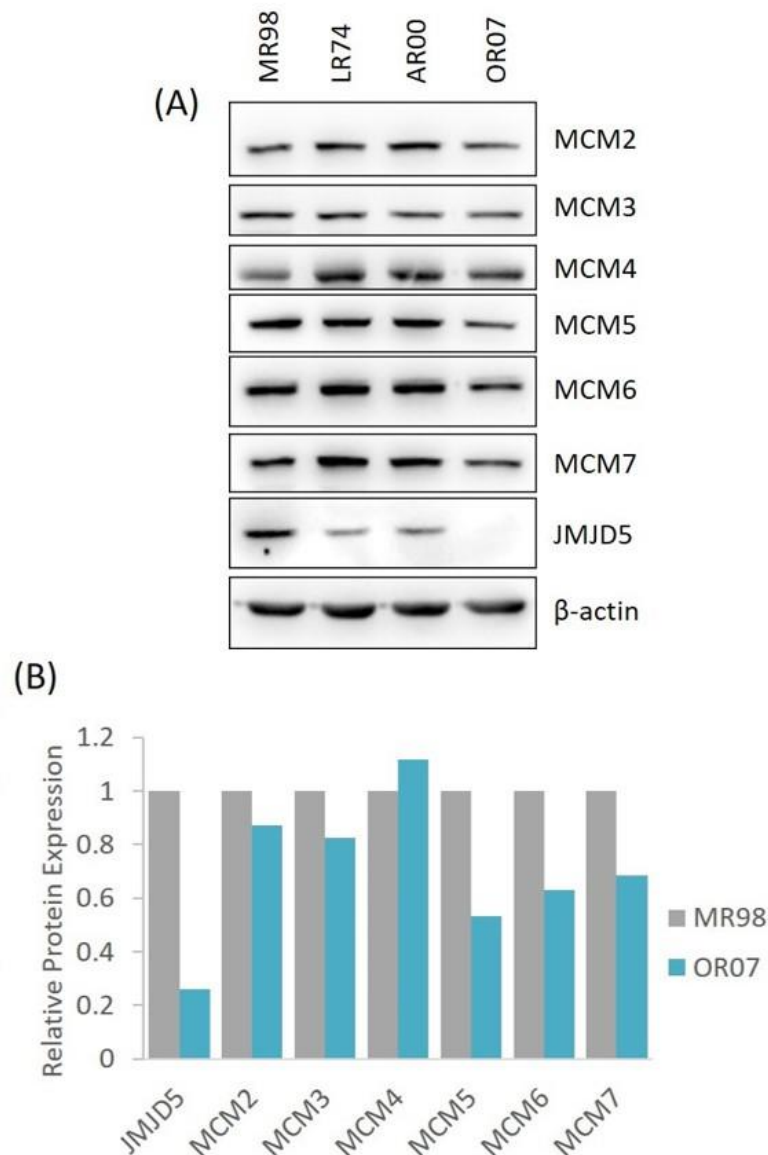 MR98 LR74 AR00 OR07
(A)
MCM2
MCM3
MCM4
MCM5
MCM6
MCM7
JMJD5
β-actin
(B)
Relative Protein Expression
1.2
1
0.8
0.6
0.4
0.2
0
MR98
OR07
JMJD5 MCM2 MCM3 MCM4 MCM5 MCM6 MCM7